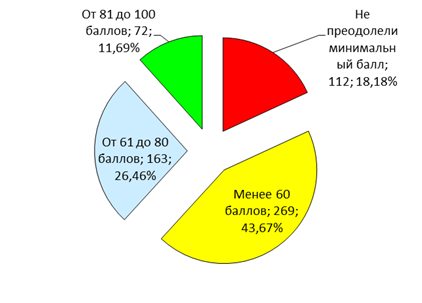 От 81 до 100
баллов; 72;
11,69%
Не
преодолели
минимальн
ый балл;
112; 18,18%
От 61 до 80
баллов; 163;
26,46%
Менее 60
баллов; 269;
43,67%